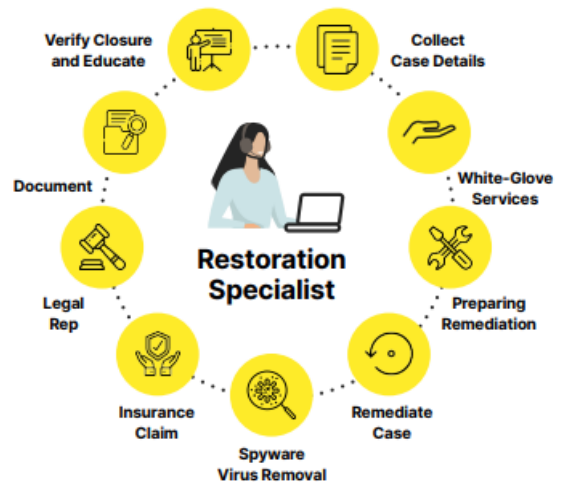 Verify Closure
and Educate
Collect
Case Details
White-Glove
Services
Preparing
Remediation
Remediate
Case
Spyware
Virus Removal
Insurance
Claim
Legal
Rep
Document
Restoration
Specialist